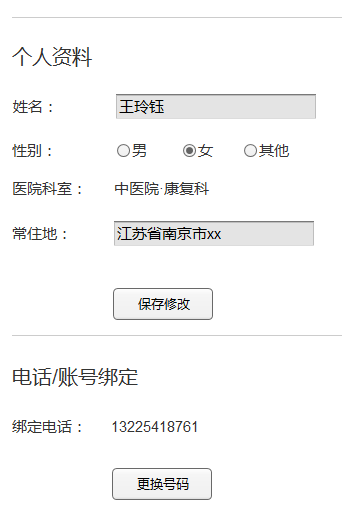 个人资料
姓名： 王玲钰
性别： 男 女 其他
医院科室： 中医院·康复科
常住地： 江苏省南京市xx
保存修改
电话/账号绑定
绑定电话： 13225418761
更换号码